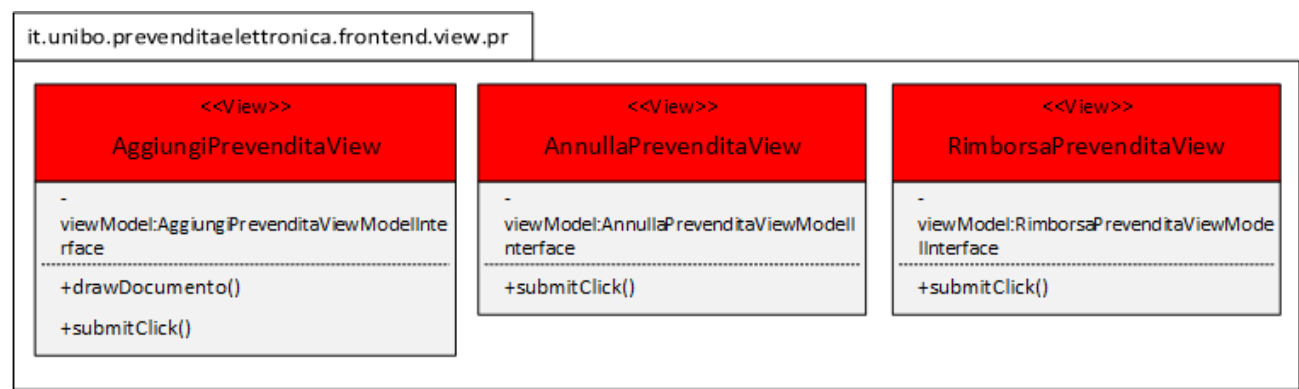 it.unibo.prevenditaelettronica.frontend.view.pr
<<View>>
AggiungiPrevenditaView
-
viewModel:AggiungiPrevenditaViewModelInte
rface
+drawDocumento()
+submitClick()
<<View>>
AnnullaPrevenditaView
-
viewModel:AnnullaPrevenditaViewModelI
nterface
+submitClick()
<<View>>
RimborsaPrevenditaView
-
viewModel:RimborsaPrevenditaViewMode
lInterface
+submitClick()